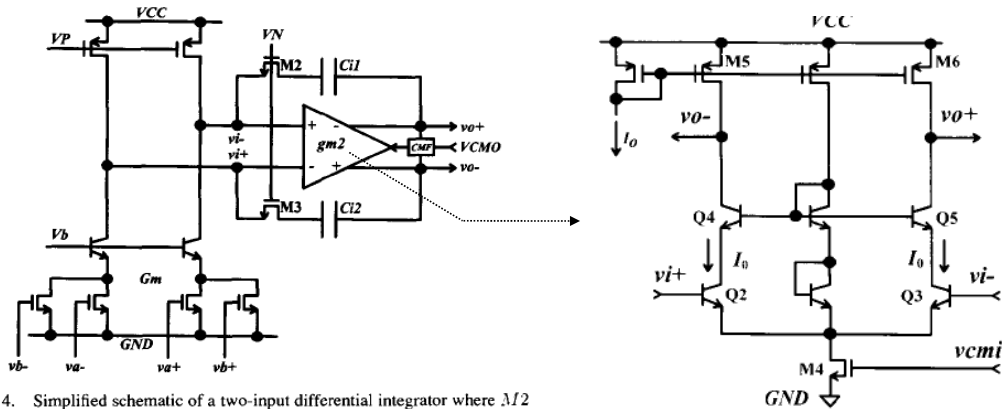 VCC
VP
VN
M2
Ci1
vi-
vi+
+
-
gm2
-
+
CMF
vo+
VCMO
vo-
M3
Ci2
Vb
Gm
GND
vb-
va-
va+
vb+
4. Simplified schematic of a two-input differential integrator where M2
VCC
M5
M6
vo-
vo+
IO
Q4
Q5
I0
I0
vi+
vi-
Q2
Q3
M4
vcmi
GND